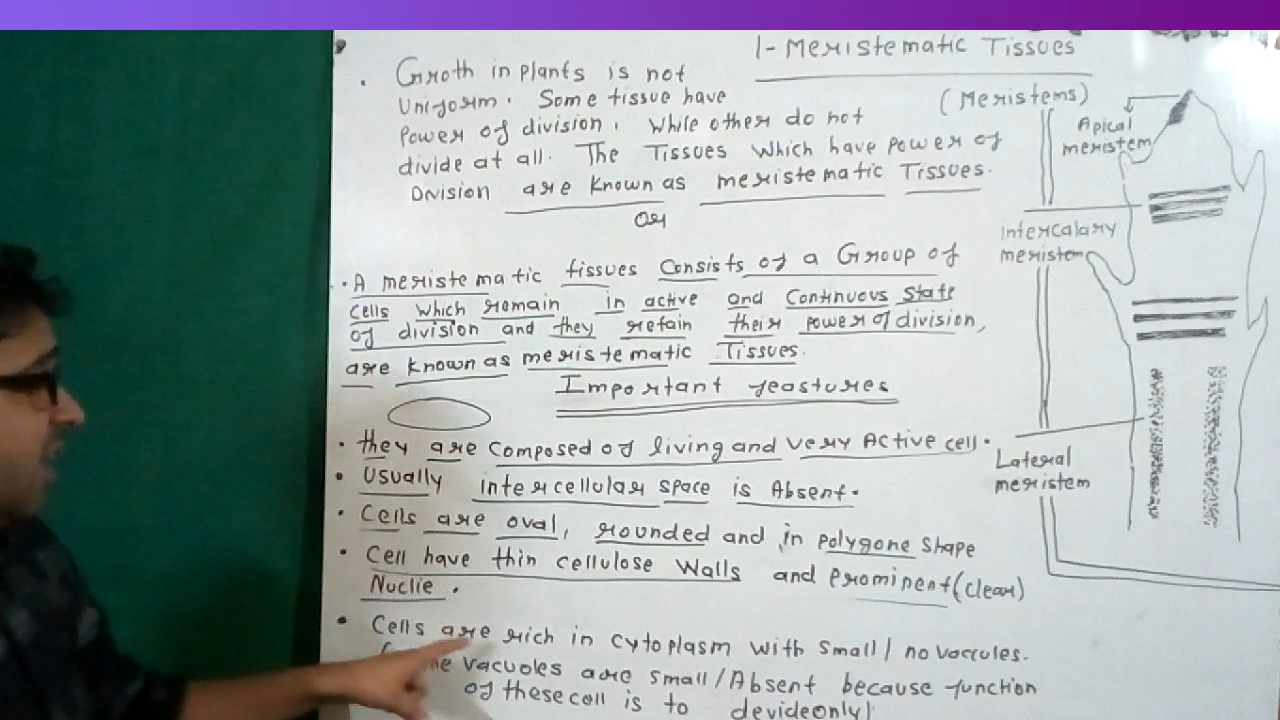 1- Meristematic Tissues
(Meristems)
. Groth in plants is not
Uniform. Some tissue have
Power of division, while other do not
divide at all. The Tissues which have power of
Division are known as meristematic Tissues.
or
. A meristematic tissues consists of a Group of
cells which remain in active and continuous state
of division and they retain their power of division,
are known as meristematic Tissues.
Important feastures
. they are composed of living and very Active cell.
. Usually intercellular space is Absent.
. Cells are oval, rounded and in polygone shape
. Cell have thin cellulose walls and prominent (clear)
Nuclie.
. Cells are rich in cytoplasm with small/no vacules.
vacuoles are small/Absent because function
of these cell is to devide only)
Apical
meristem
intercalary
meristem
Lateral
meristem